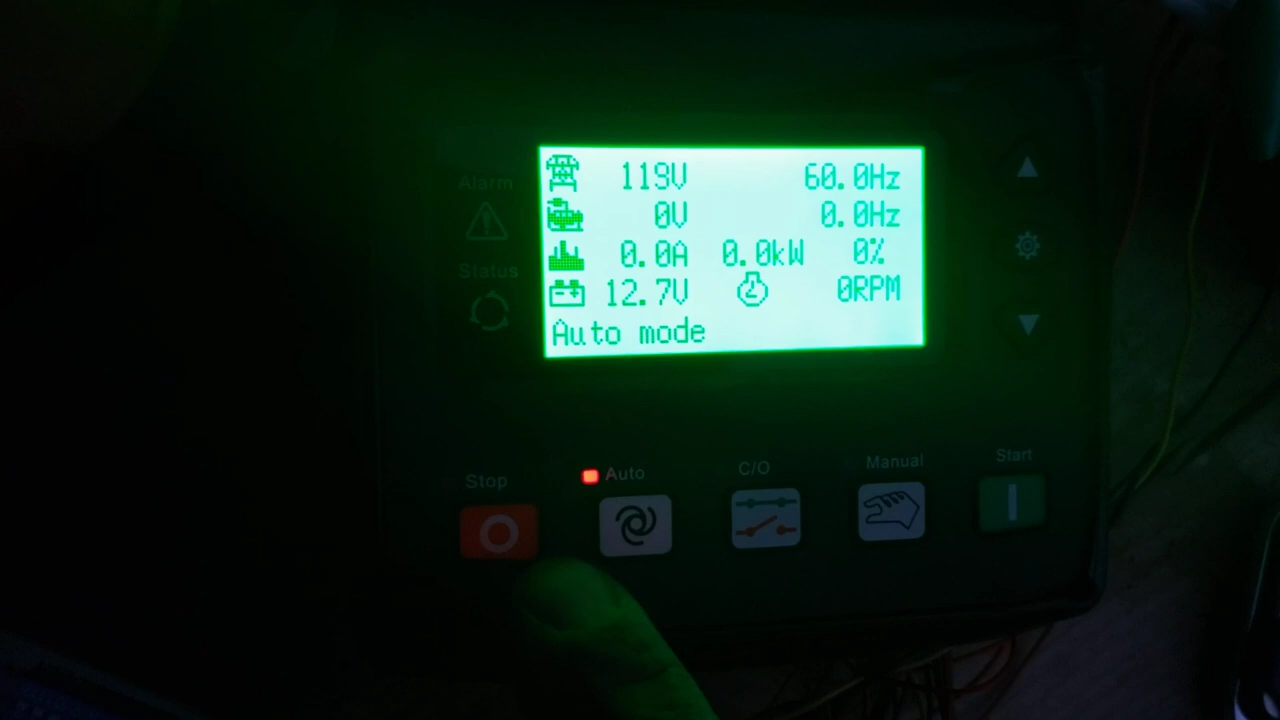 119V 60.0Hz
0V 0.0Hz
0.0A 0.0kW 0%
12.7V 0RPM
Auto mode
Alarm
Status
Stop
Auto
C/O
Manual
Start